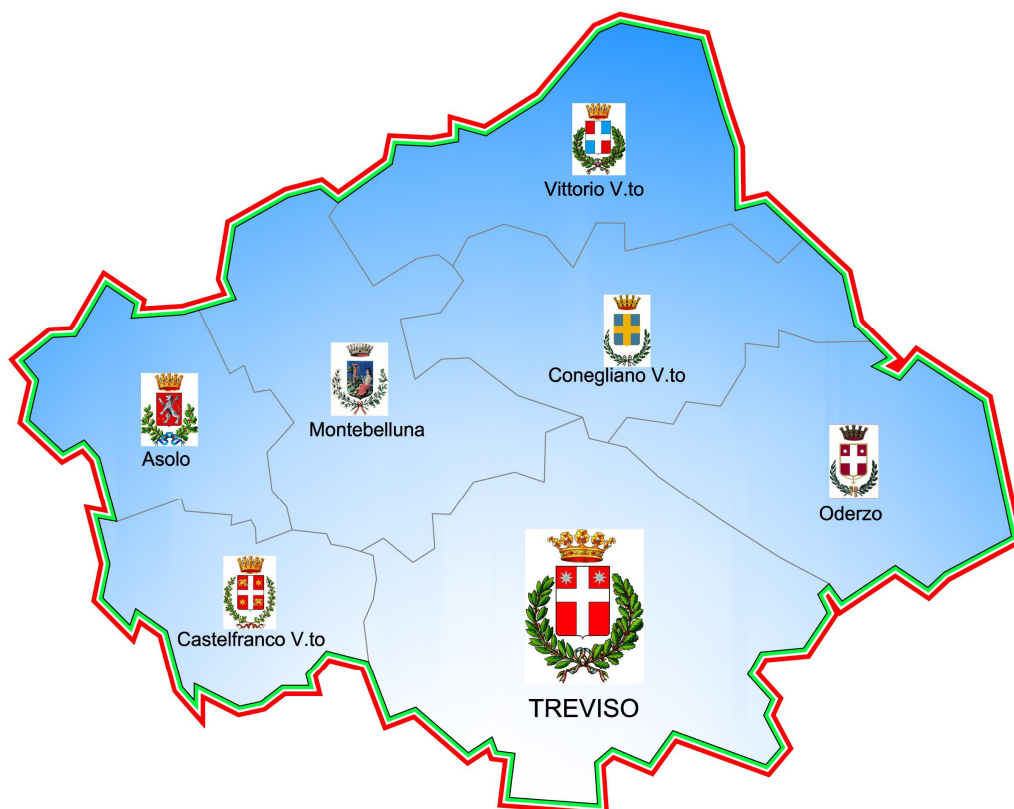 Vittorio V.to
Conegliano V.to
Montebelluna
Asolo
Oderzo
Castelfranco V.to
TREVISO